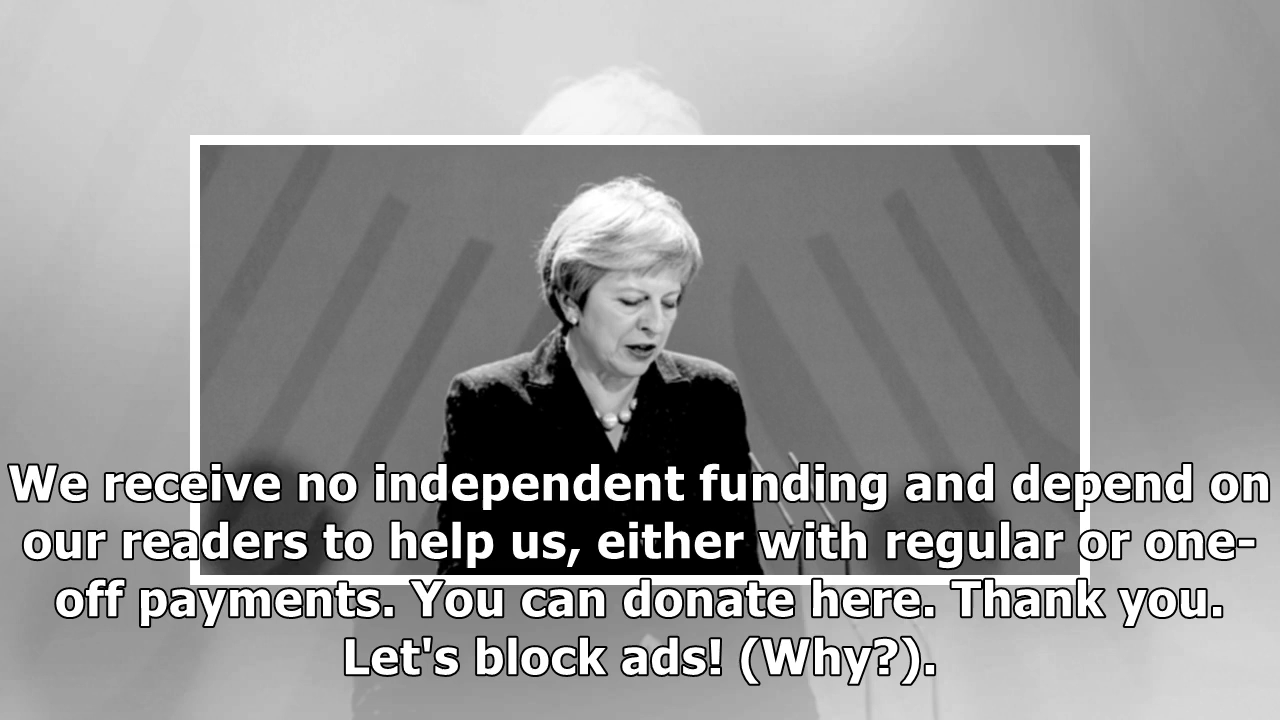 We receive no independent funding and depend on
our readers to help us, either with regular or one-
off payments. You can donate here. Thank you.
Let's block ads! (Why?).